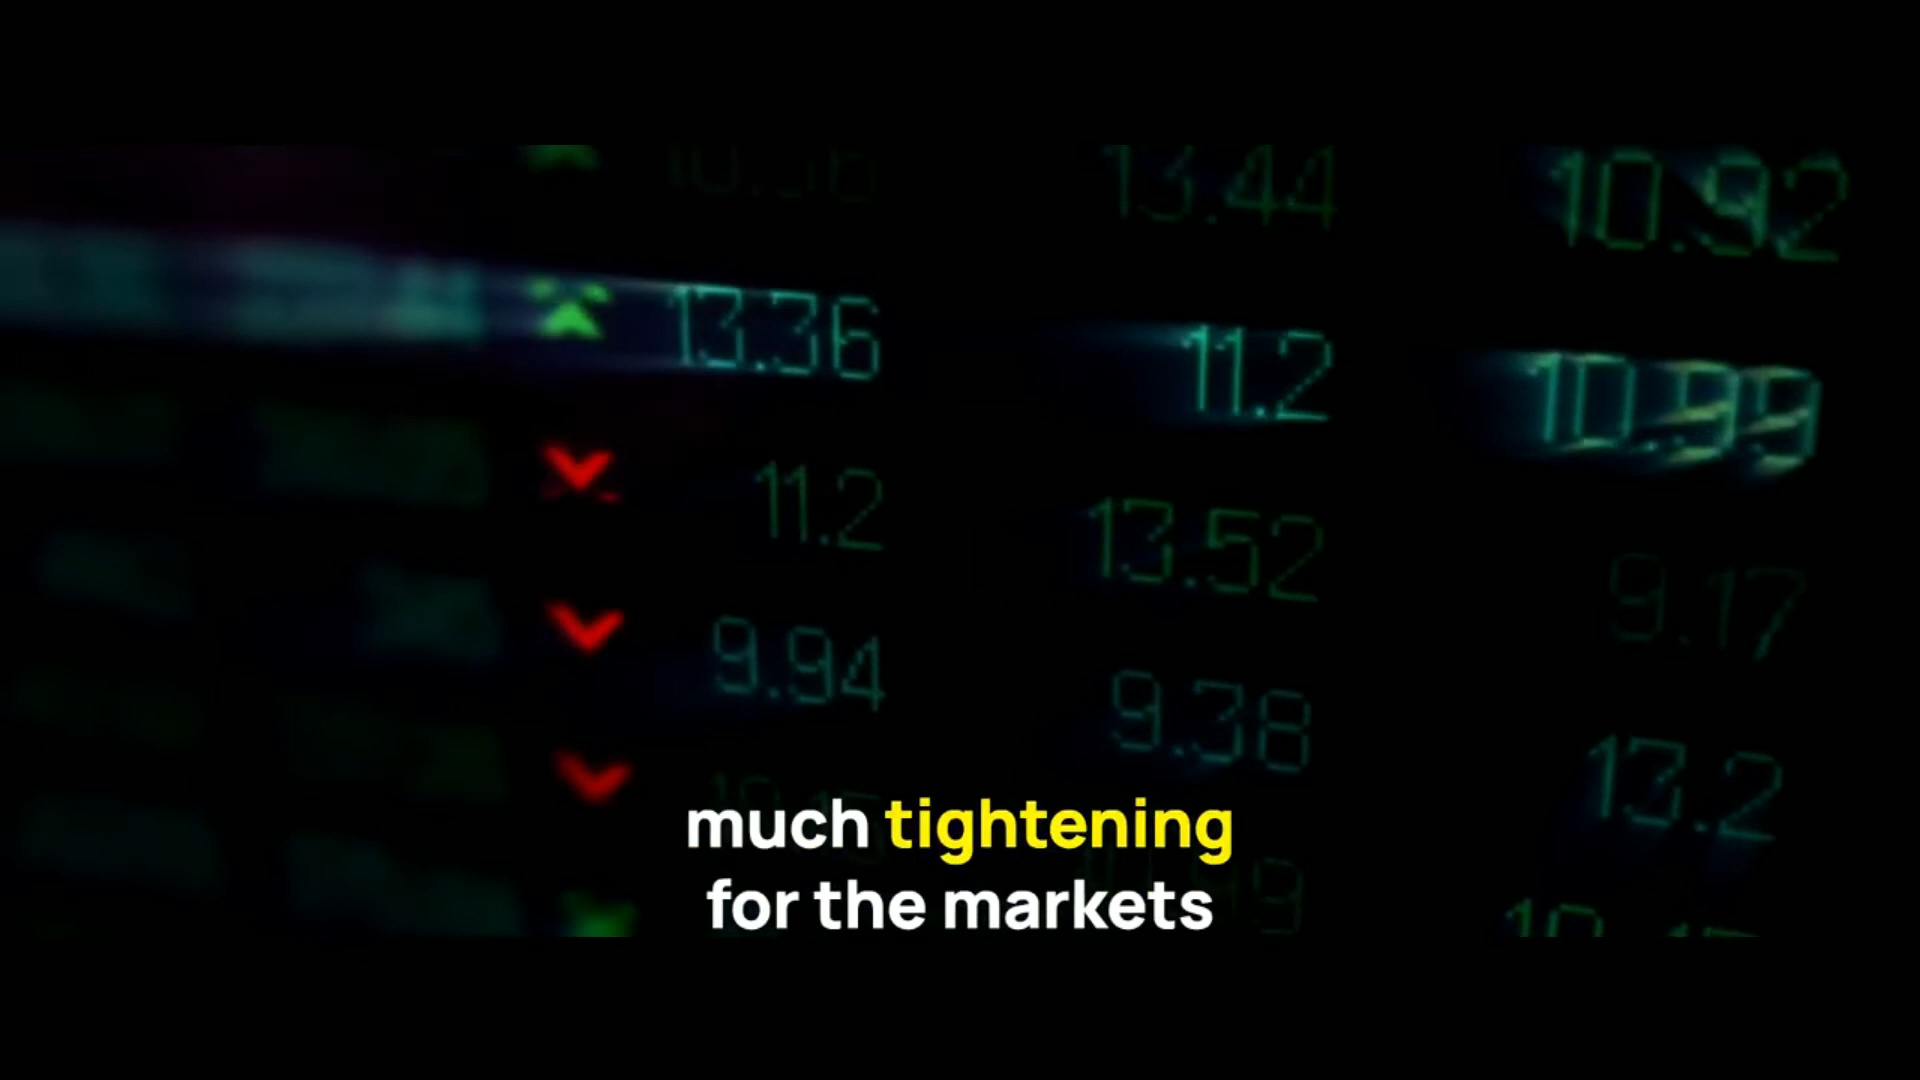 13.44 10.92
13.36 11.2 10.99
11.2 13.52 9.17
9.94 9.38 13.2
much tightening
for the markets